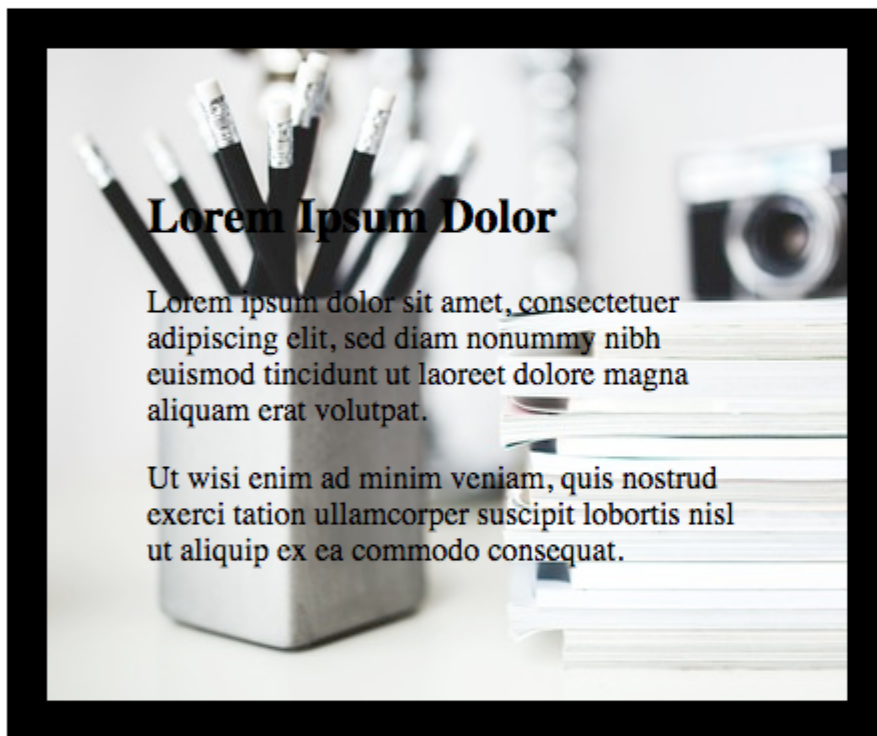 Lorem Ipsum Dolor
Lorem ipsum dolor sit amet, consectetuer
adipiscing elit, sed diam nonummy nibh
euismod tincidunt ut laoreet dolore magna
aliquam erat volutpat.
Ut wisi enim ad minim veniam, quis nostrud
exerci tation ullamcorper suscipit lobortis nisl
ut aliquip ex ea commodo consequat.